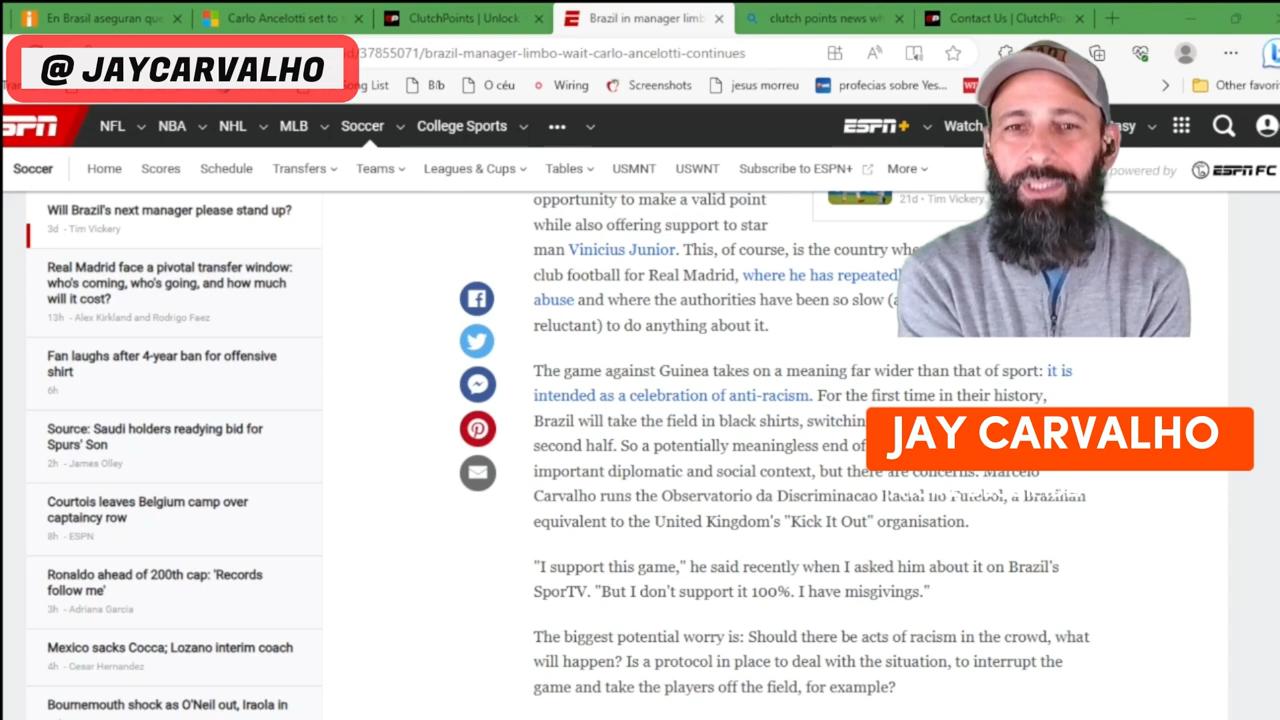 En Brasil aseguran que
Carlo Ancelotti set to
ClutchPoints | Unlock
Brazil in manager limb
clutch points news wh
Contact Us | ClutchPo
@ JAYCARVALHO
/37855071/brazil-manager-limbo-wait-carlo-ancelotti-continues
ng List
Bíb
O céu
Wiring
Screenshots
jesus morreu
profecias sobre Yes...
Other favori
NFL
NBA
NHL
MLB
Soccer
College Sports
•••
ESPN+
Watch
Soccer
Home
Scores
Schedule
Transfers
Teams
Leagues & Cups
Tables
USMNT
USWNT
Subscribe to ESPN+
More
powered by
ESPN FC
Will Brazil's next manager please stand up?
3d - Tim Vickery
Real Madrid face a pivotal transfer window:
who's coming, who's going, and how much
will it cost?
13h - Alex Kirkland and Rodrigo Faez
Fan laughs after 4-year ban for offensive
shirt
6h
Source: Saudi holders readying bid for
Spurs' Son
2h - James Olley
Courtois leaves Belgium camp over
captaincy row
8h - ESPN
Ronaldo ahead of 200th cap: 'Records
follow me'
3h - Adriana Garcia
Mexico sacks Cocca; Lozano interim coach
4h - Cesar Hernandez
Bournemouth shock as O'Neil out, Iraola in
opportunity to make a valid point
while also offering support to star
man Vinicius Junior. This, of course, is the country whe
club football for Real Madrid, where he has repeatedl
abuse and where the authorities have been so slow (a
reluctant) to do anything about it.
21d - Tim Vickery
The game against Guinea takes on a meaning far wider than that of sport: it is
intended as a celebration of anti-racism. For the first time in their history,
Brazil will take the field in black shirts, switching
second half. So a potentially meaningless end of
important diplomatic and social context, but there are concerns. Marcelo
Carvalho runs the Observatorio da Discriminacao Racial no Futebol, a Brazilian
equivalent to the United Kingdom's "Kick It Out" organisation.
JAY CARVALHO
"I support this game," he said recently when I asked him about it on Brazil's
SporTV. "But I don't support it 100%. I have misgivings."
The biggest potential worry is: Should there be acts of racism in the crowd, what
will happen? Is a protocol in place to deal with the situation, to interrupt the
game and take the players off the field, for example?